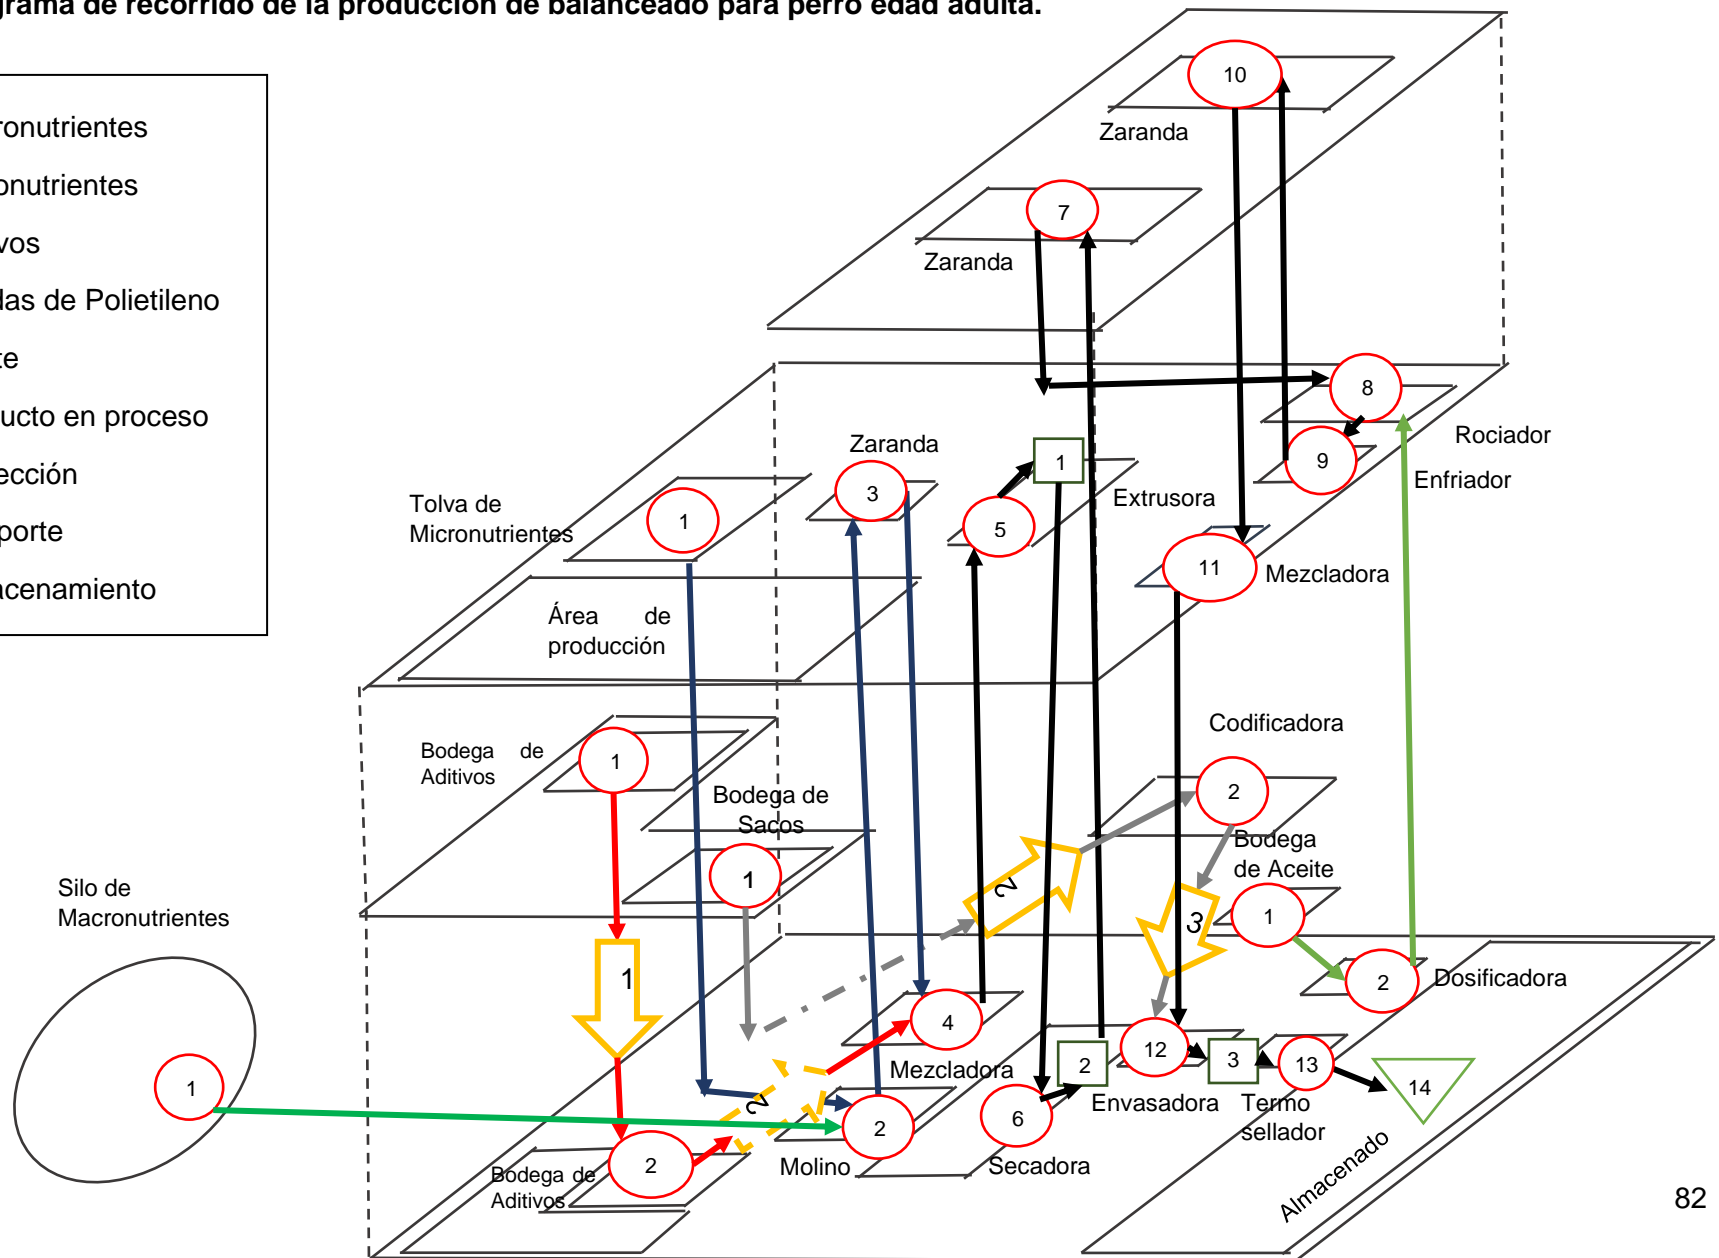 grama de recorrido de la producción de balanceado para perro edad adulta.
ronutrientes
onutrientes
vos
das de Polietileno
te
ucto en proceso
ección
porte
acenamiento
10
Zaranda
7
Zaranda
8
Rociador
9
Enfriador
Zaranda
3
1
5
Extrusora
Tolva de
Micronutrientes
1
11
Mezcladora
Área de
producción
Codificadora
2
Bodega de
Aditivos
1
Bodega de
Sacos
1
Bodega
de Aceite
1
2
3
Silo de
Macronutrientes
1
1
2
Dosificadora
4
Mezcladora
12
3
13
14
2
Envasadora
Termo
sellador
6
Secadora
2
2
Molino
2
Bodega de
Aditivos
Almacenado
82